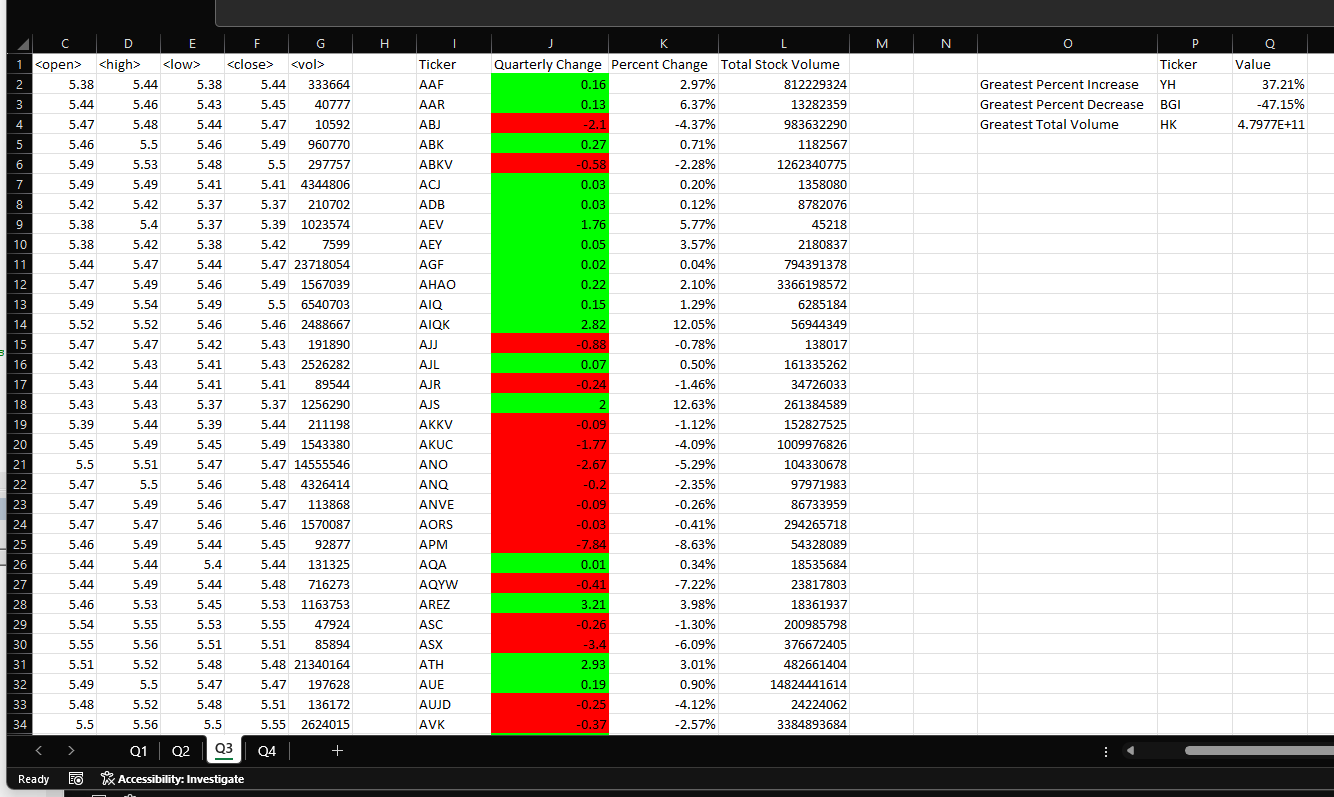 C D E F G H I J K L M N O P Q
1 <open> <high> <low> <close> <vol> Ticker Quarterly Change Percent Change Total Stock Volume Ticker Value
2 5.38 5.44 5.38 5.44 333664 AAF 0.16 2.97% 812229324 Greatest Percent Increase YH 37.21%
3 5.44 5.46 5.43 5.45 40777 AAR 0.13 6.37% 13282359 Greatest Percent Decrease BGI -47.15%
4 5.47 5.48 5.44 5.47 10592 ABJ -2.1 -4.37% 983632290 Greatest Total Volume HK 4.7977E+11
5 5.46 5.5 5.46 5.49 960770 ABK 0.27 0.71% 1182567
6 5.49 5.53 5.48 5.5 297757 ABKV -0.58 -2.28% 1262340775
7 5.49 5.49 5.41 5.41 4344806 ACJ 0.03 0.20% 1358080
8 5.42 5.42 5.37 5.37 210702 ADB 0.03 0.12% 8782076
9 5.38 5.4 5.37 5.39 1023574 AEV 1.76 5.77% 45218
10 5.38 5.42 5.38 5.42 7599 AEY 0.05 3.57% 2180837
11 5.44 5.47 5.44 5.47 23718054 AGF 0.02 0.04% 794391378
12 5.47 5.49 5.46 5.49 1567039 AHAO 0.22 2.10% 3366198572
13 5.49 5.54 5.49 5.5 6540703 AIQ 0.15 1.29% 6285184
14 5.52 5.52 5.46 5.46 2488667 AIQK 2.82 12.05% 56944349
15 5.47 5.47 5.42 5.43 191890 AJJ -0.88 -0.78% 138017
16 5.42 5.43 5.41 5.43 2526282 AJL 0.07 0.50% 161335262
17 5.43 5.44 5.41 5.41 89544 AJR -0.24 -1.46% 34726033
18 5.43 5.43 5.37 5.37 1256290 AJS 2 12.63% 261384589
19 5.39 5.44 5.39 5.44 211198 AKKV -0.09 -1.12% 152827525
20 5.45 5.49 5.45 5.49 1543380 AKUC -1.77 -4.09% 1009976826
21 5.5 5.51 5.47 5.47 14555546 ANO -2.67 -5.29% 104330678
22 5.47 5.5 5.46 5.48 4326414 ANQ -0.2 -2.35% 97971983
23 5.47 5.49 5.46 5.47 113868 ANVE -0.09 -0.26% 86733959
24 5.47 5.47 5.46 5.46 1570087 AORS -0.03 -0.41% 294265718
25 5.46 5.49 5.44 5.45 92877 APM -7.84 -8.63% 54328089
26 5.44 5.44 5.4 5.44 131325 AQA 0.01 0.34% 18535684
27 5.44 5.49 5.44 5.48 716273 AQYW -0.41 -7.22% 23817803
28 5.46 5.53 5.45 5.53 1163753 AREZ 3.21 3.98% 18361937
29 5.54 5.55 5.53 5.55 47924 ASC -0.26 -1.30% 200985798
30 5.55 5.56 5.51 5.51 85894 ASX -3.4 -6.09% 376672405
31 5.51 5.52 5.48 5.48 21340164 ATH 2.93 3.01% 482661404
32 5.49 5.5 5.47 5.47 197628 AUE 0.19 0.90% 14824441614
33 5.48 5.52 5.48 5.51 136172 AUJD -0.25 -4.12% 24224062
34 5.5 5.56 5.5 5.55 2624015 AVK -0.37 -2.57% 3384893684
Q1 Q2 Q3 Q4 +
Ready Accessibility: Investigate